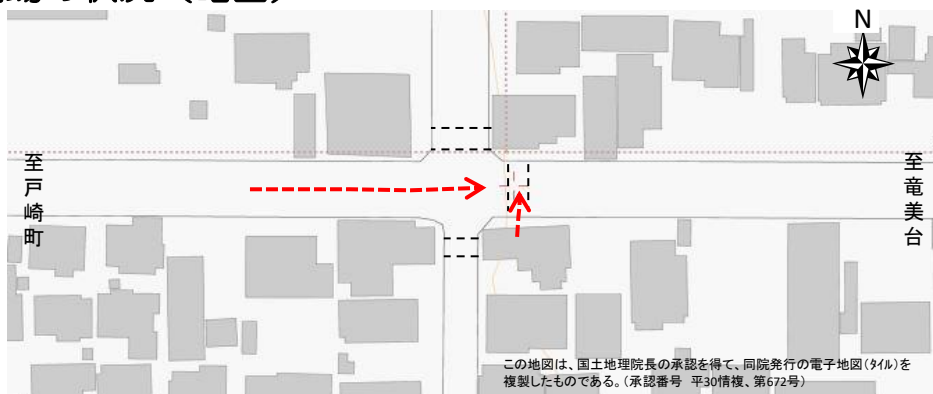 N
至戸崎町
至竜美台
この地図は、国土地理院長の承認を得て、同院発行の電子地図(タイル)を
複製したものである。（承認番号　平30情複、第672号）